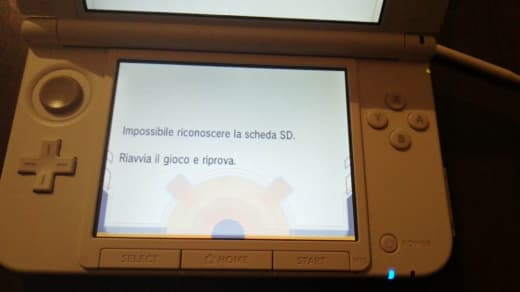 Impossibile riconoscere la scheda SD.
Riavvia il gioco e riprova.
X
Y A
B
POWER
SELECT HOME START